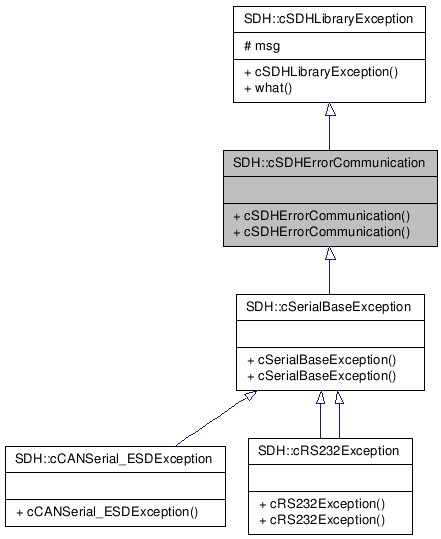 SDH::cSDHLibraryException
# msg
+ cSDHLibraryException()
+ what()
SDH::cSDHErrorCommunication
+ cSDHErrorCommunication()
+ cSDHErrorCommunication()
SDH::cSerialBaseException
+ cSerialBaseException()
+ cSerialBaseException()
SDH::cCANSerial_ESDException
+ cCANSerial_ESDException()
SDH::cRS232Exception
+ cRS232Exception()
+ cRS232Exception()